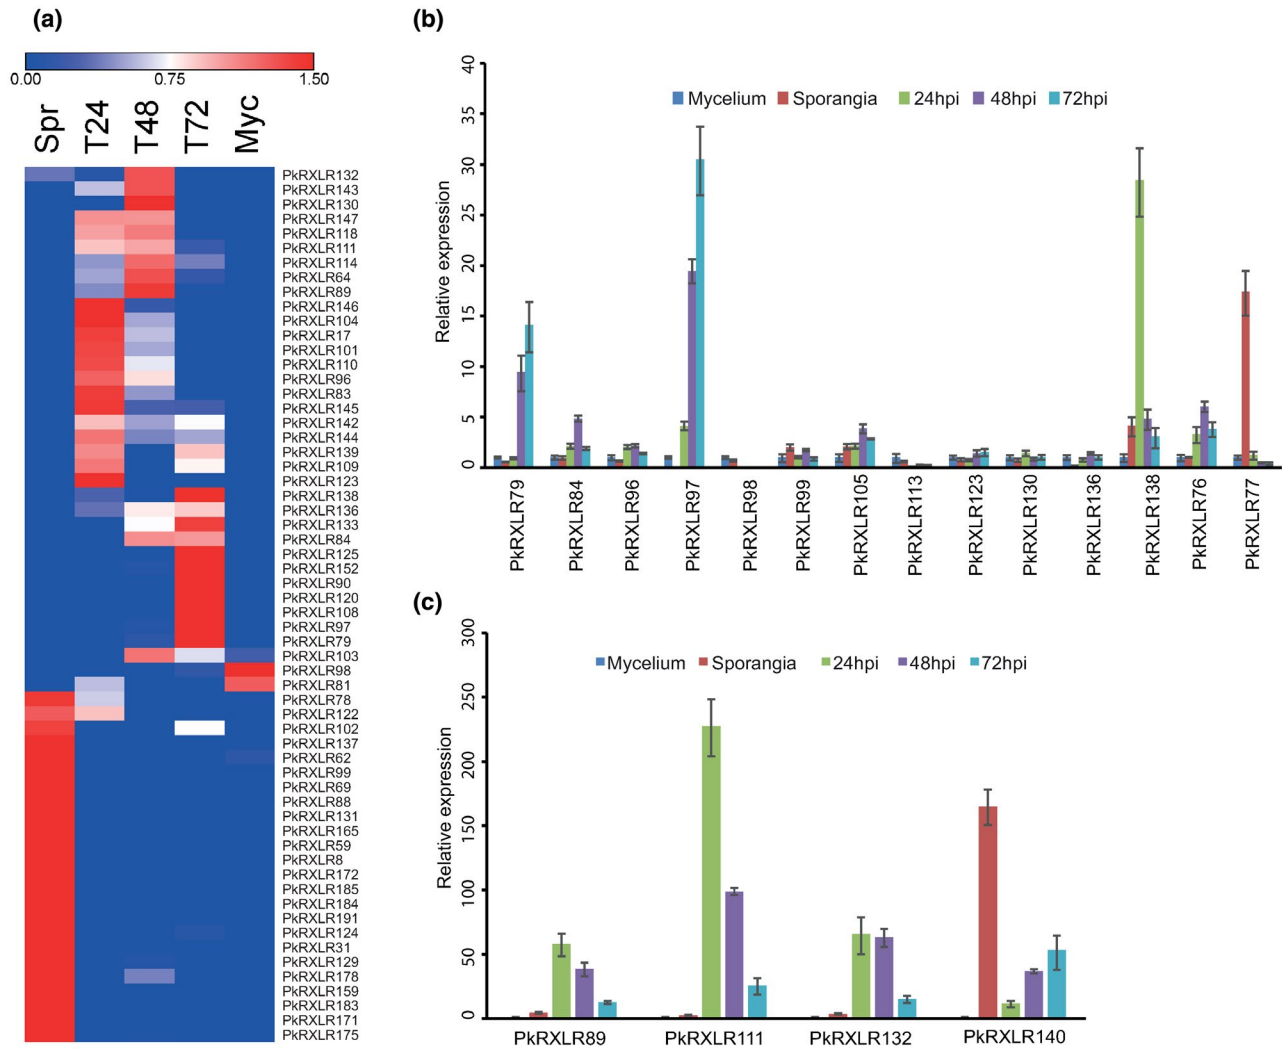 (a)
0.00 0.75 1.50
Spr T24 T48 T72 Myc
PkRXLR132
PkRXLR143
PkRXLR130
PkRXLR147
PkRXLR118
PkRXLR111
PkRXLR114
PkRXLR64
PkRXLR89
PkRXLR146
PkRXLR104
PkRXLR17
PkRXLR101
PkRXLR110
PkRXLR96
PkRXLR83
PkRXLR145
PkRXLR142
PkRXLR144
PkRXLR139
PkRXLR109
PkRXLR123
PkRXLR138
PkRXLR136
PkRXLR133
PkRXLR84
PkRXLR125
PkRXLR152
PkRXLR90
PkRXLR120
PkRXLR108
PkRXLR97
PkRXLR79
PkRXLR103
PkRXLR98
PkRXLR81
PkRXLR78
PkRXLR122
PkRXLR102
PkRXLR137
PkRXLR62
PkRXLR99
PkRXLR69
PkRXLR88
PkRXLR131
PkRXLR165
PkRXLR59
PkRXLR8
PkRXLR172
PkRXLR185
PkRXLR184
PkRXLR191
PkRXLR124
PkRXLR31
PkRXLR129
PkRXLR178
PkRXLR159
PkRXLR183
PkRXLR171
PkRXLR175
(b)
Relative expression
40
35
30
25
20
15
10
5
0
Mycelium Sporangia 24hpi 48hpi 72hpi
PkRXLR79 PkRXLR84 PkRXLR96 PkRXLR97 PkRXLR98 PkRXLR99 PkRXLR105 PkRXLR113 PkRXLR123 PkRXLR130 PkRXLR136 PkRXLR138 PkRXLR76 PkRXLR77
(c)
Relative expression
300
250
200
150
100
50
0
Mycelium Sporangia 24hpi 48hpi 72hpi
PkRXLR89 PkRXLR111 PkRXLR132 PkRXLR140